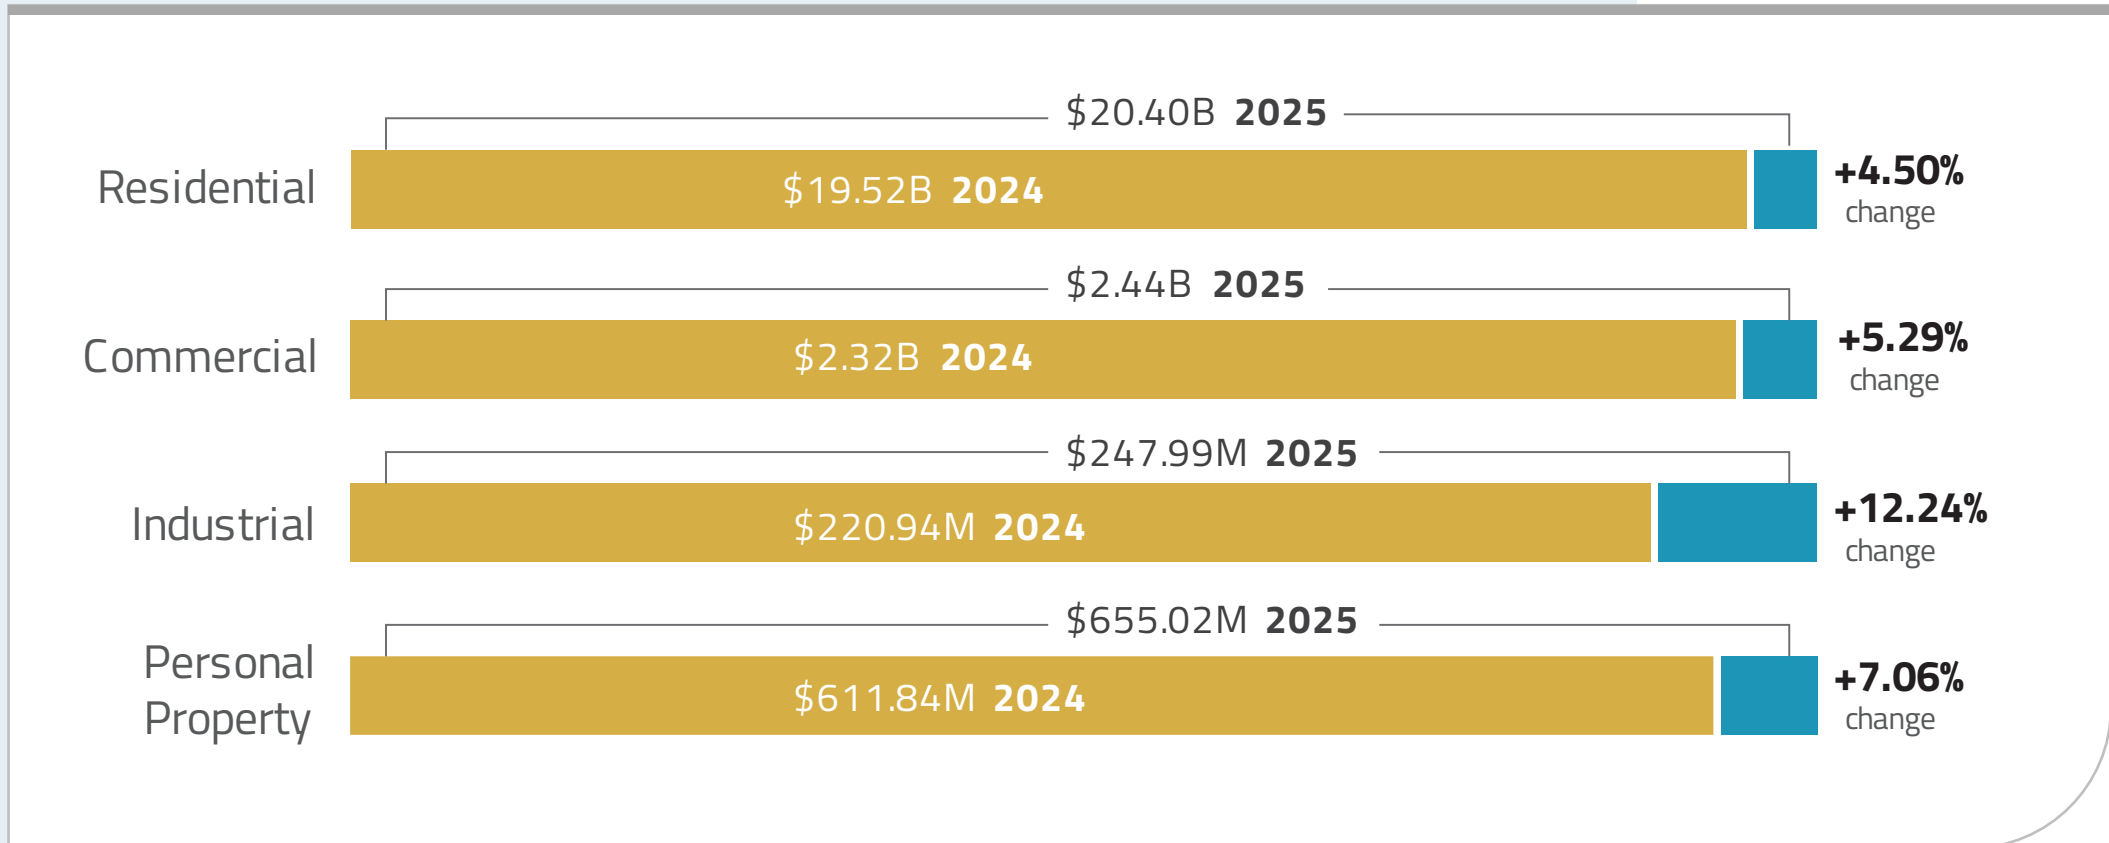 $20.40B 2025
Residential
$19.52B 2024
+4.50%
change
$2.44B 2025
Commercial
$2.32B 2024
+5.29%
change
$247.99M 2025
Industrial
$220.94M 2024
+12.24%
change
$655.02M 2025
Personal
Property
$611.84M 2024
+7.06%
change